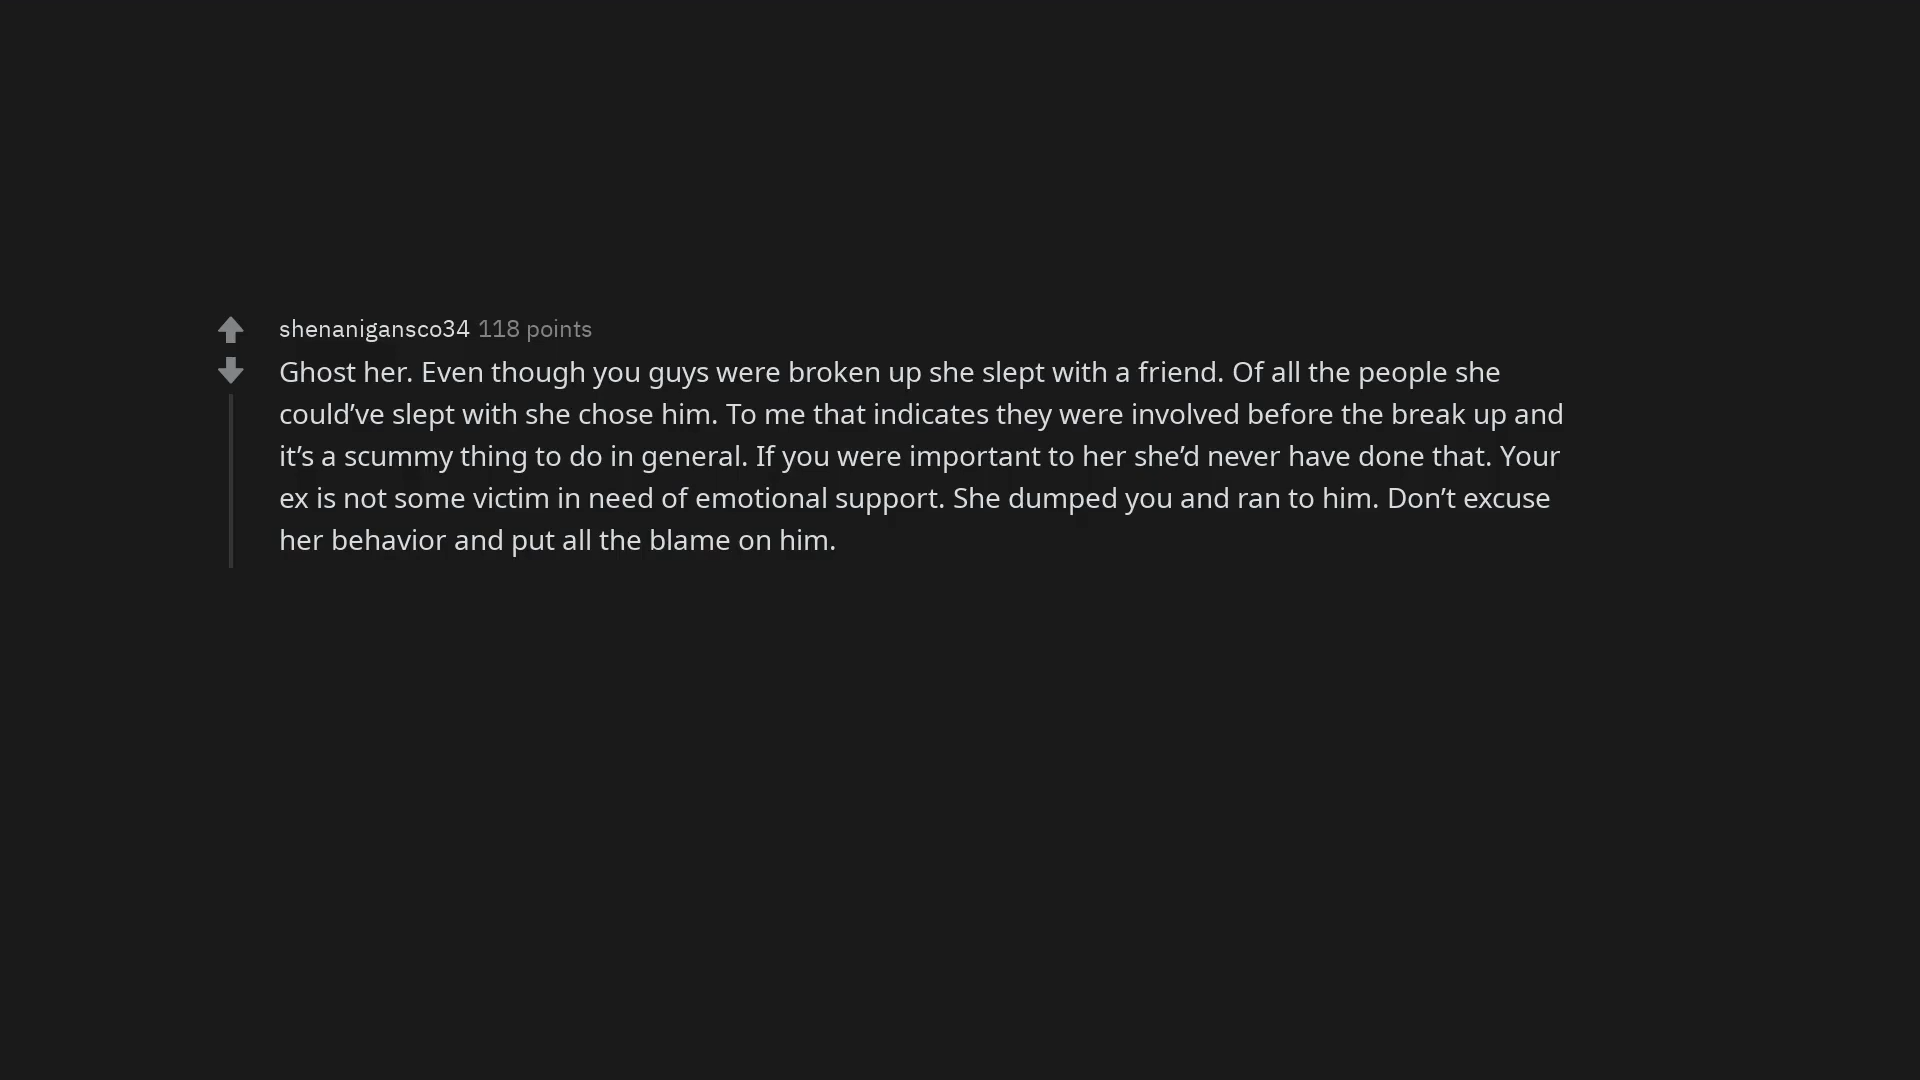 shenanigansco34 118 points
Ghost her. Even though you guys were broken up she slept with a friend. Of all the people she
could’ve slept with she chose him. To me that indicates they were involved before the break up and
it’s a scummy thing to do in general. If you were important to her she’d never have done that. Your
ex is not some victim in need of emotional support. She dumped you and ran to him. Don’t excuse
her behavior and put all the blame on him.